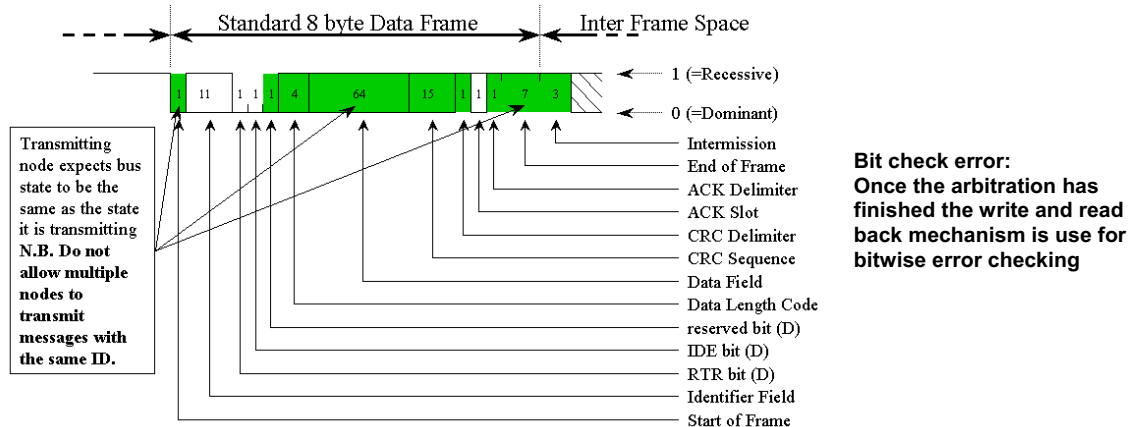 Standard 8 byte Data Frame
Inter Frame Space
1 (=Recessive)
1 11 1 1 1 4 64 15 1 1 1 7 3
0 (=Dominant)
Transmitting
node expects bus
state to be the
same as the state
it is transmitting
N.B. Do not
allow multiple
nodes to
transmit
messages with
the same ID.
Intermission
End of Frame
ACK Delimiter
ACK Slot
CRC Delimiter
CRC Sequence
Data Field
Data Length Code
reserved bit (D)
IDE bit (D)
RTR bit (D)
Identifier Field
Start of Frame
Bit check error:
Once the arbitration has
finished the write and read
back mechanism is use for
bitwise error checking